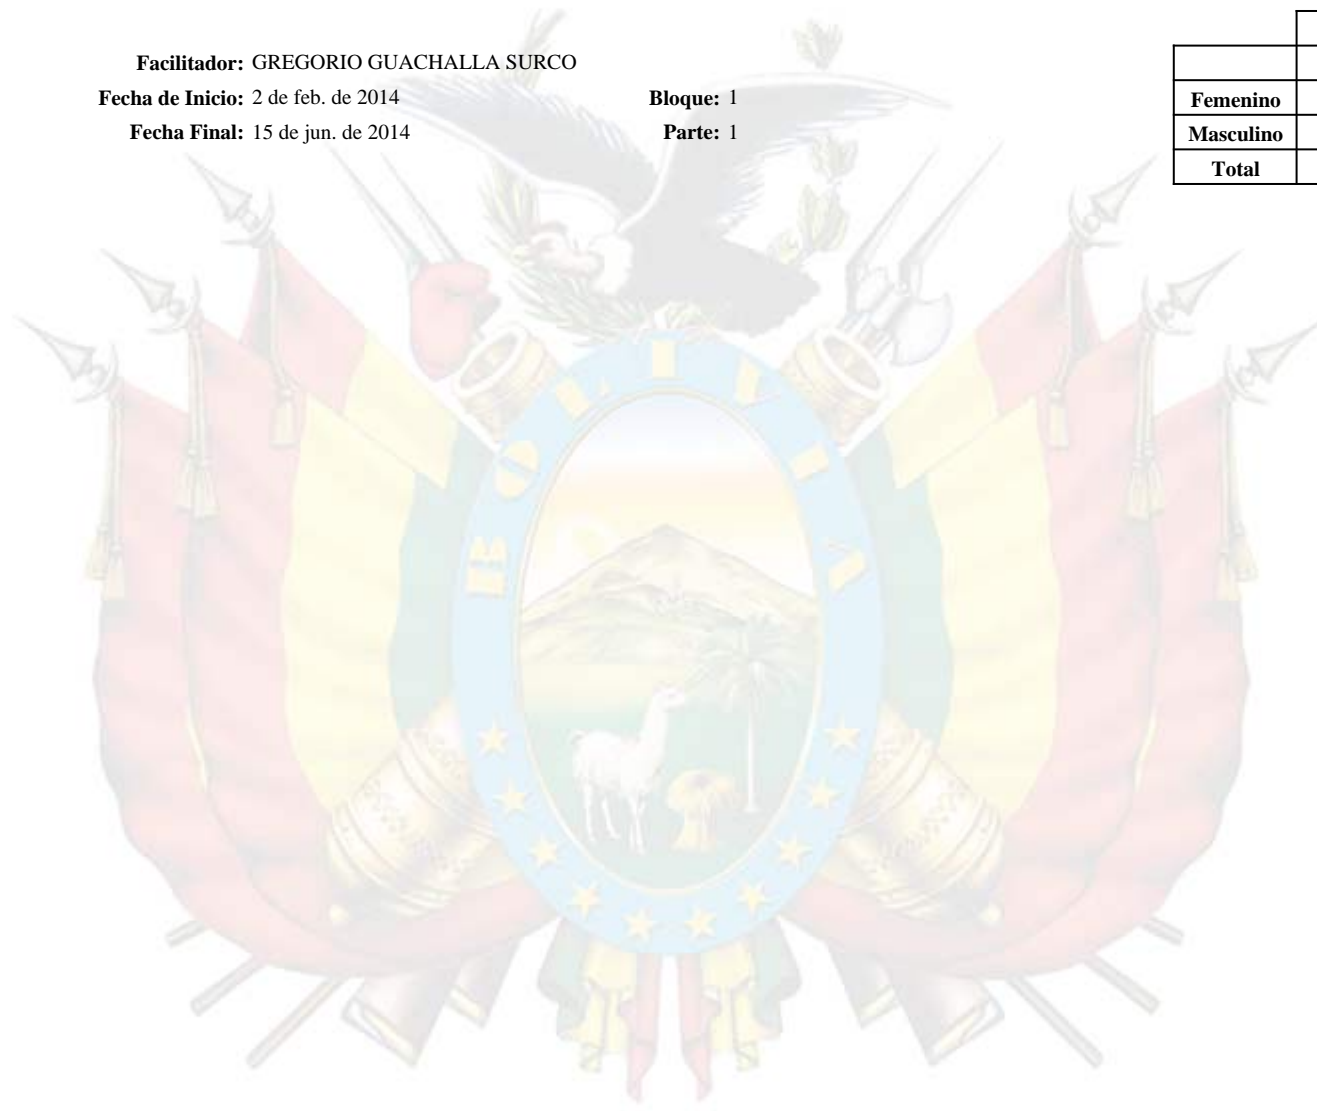 Facilitador: GREGORIO GUACHALLA SURCO
Fecha de Inicio: 2 de feb. de 2014 Bloque: 1
Fecha Final: 15 de jun. de 2014 Parte: 1
Femenino
Masculino
Total
BOLIVIA